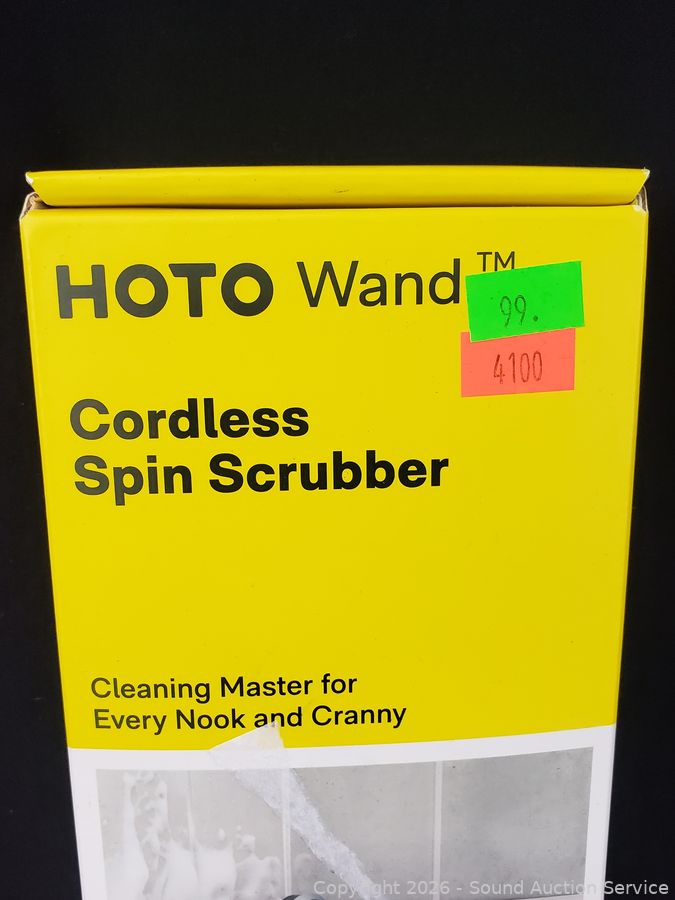 HOTO Wand™
99.
4100
Cordless
Spin Scrubber
Cleaning Master for
Every Nook and Cranny
Copyright 2026 - Sound Auction Service